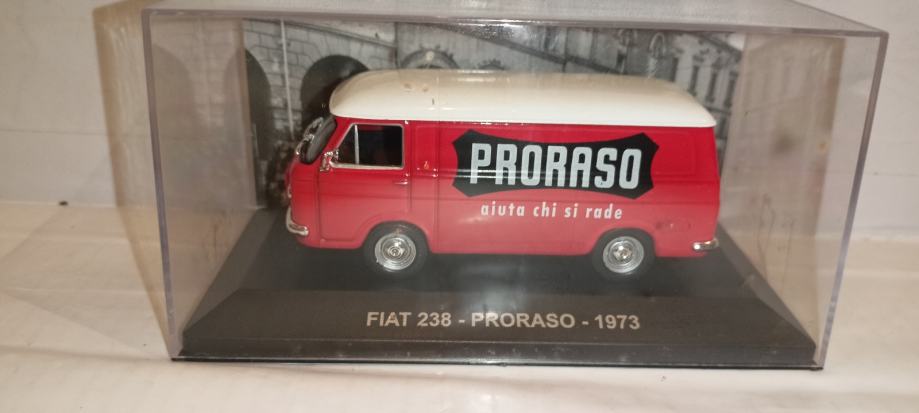 PRORASO
aiuta chi si rade
FIAT 238 - PRORASO - 1973